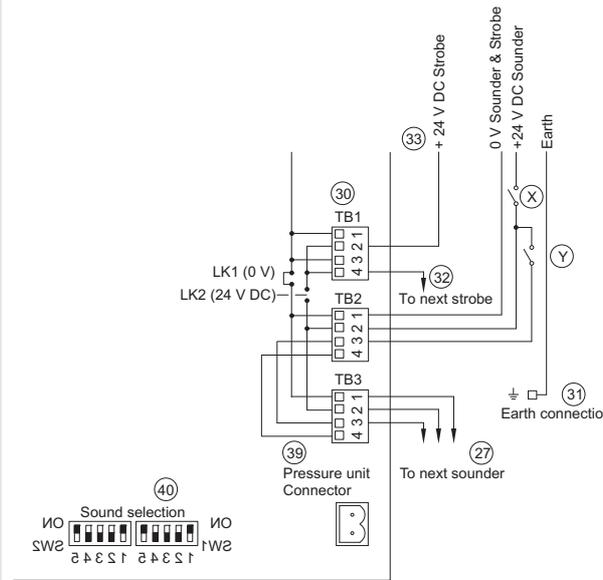 + 24 V DC Strobe
0 V Sounder & Strobe
+24 V DC Sounder
Earth
33
30
X
TB1
1
2
3
4
Y
LK1 (0 V)
32
LK2 (24 V DC)
To next strobe
TB2
1
2
3
4
TB3
1
2
3
4
31
Earth connectio
39
27
Pressure unit
Connector
To next sounder
40
Sound selection
ON
ON
SW2
SW1
5 4 3 2 1
5 4 3 2 1